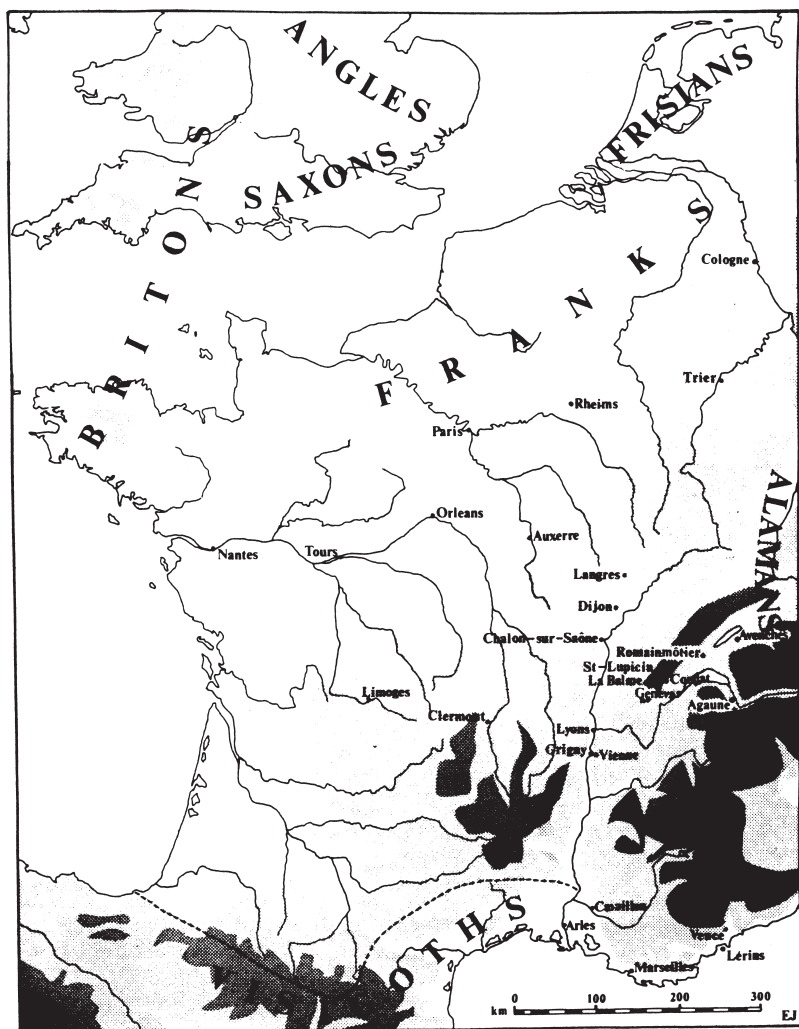 ANGLES
FRISIANS
SAXONS
BRITONS
FRANKS
Cologne
Trier
Rheims
Paris
ALAMANS
Orleans
Auxerre
Nantes
Tours
Langres
Dijon
Chalon-sur-Saône
Avenches
Romainmôtier
St-Lupicin
La Balme
Condat
Geneva
Limoges
Agaune
Clermont
Lyons
Grigny
Vienne
VISIGOTHS
Arles
Vence
Lérins
Marseilles
km 0 100 200 300
EJ